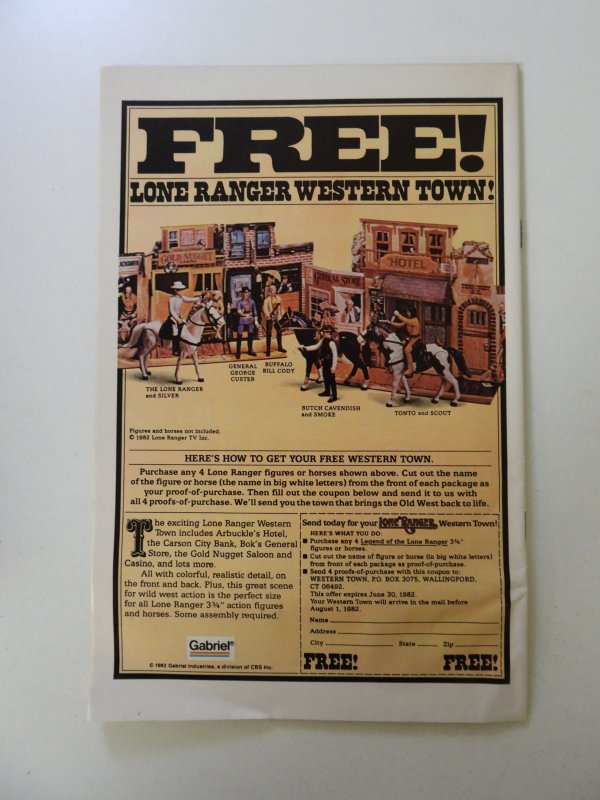 FREE!
LONE RANGER WESTERN TOWN!
GOLD NUGGET
GENERAL STORE
HOTEL
THE LONE RANGER
and SILVER
GENERAL
GEORGE
CUSTER
BUFFALO
BILL CODY
BUTCH CAVENDISH
and SMOKE
TONTO and SCOUT
Figures and horses not included.
© 1982 Lone Ranger TV Inc.
HERE'S HOW TO GET YOUR FREE WESTERN TOWN.
Purchase any 4 Lone Ranger figures or horses shown above. Cut out the name
of the figure or horse (the name in big white letters) from the front of each package as
your proof-of-purchase. Then fill out the coupon below and send it to us with
all 4 proofs-of-purchase. We'll send you the town that brings the Old West back to life.
The exciting Lone Ranger Western
Town includes Arbuckle's Hotel,
the Carson City Bank, Bok's General
Store, the Gold Nugget Saloon and
Casino, and lots more.
All with colorful, realistic detail, on
the front and back. Plus, this great scene
for wild west action is the perfect size
for all Lone Ranger 3¾" action figures
and horses. Some assembly required.
Gabriel®
© 1982 Gabriel Industries, a division of CBS Inc.
Send today for your LONE RANGER Western Town!
HERE'S WHAT YOU DO:
■ Purchase any 4 Legend of the Lone Ranger 3¾"
figures or horses.
■ Cut out the name of figure or horse (in big white letters)
from front of each package as proof-of-purchase.
■ Send 4 proofs-of-purchase with this coupon to:
WESTERN TOWN, P.O. BOX 3075, WALLINGFORD,
CT 06492.
This offer expires June 30, 1982.
Your Western Town will arrive in the mail before
August 1, 1982.
Name
Address
City State Zip
FREE! FREE!